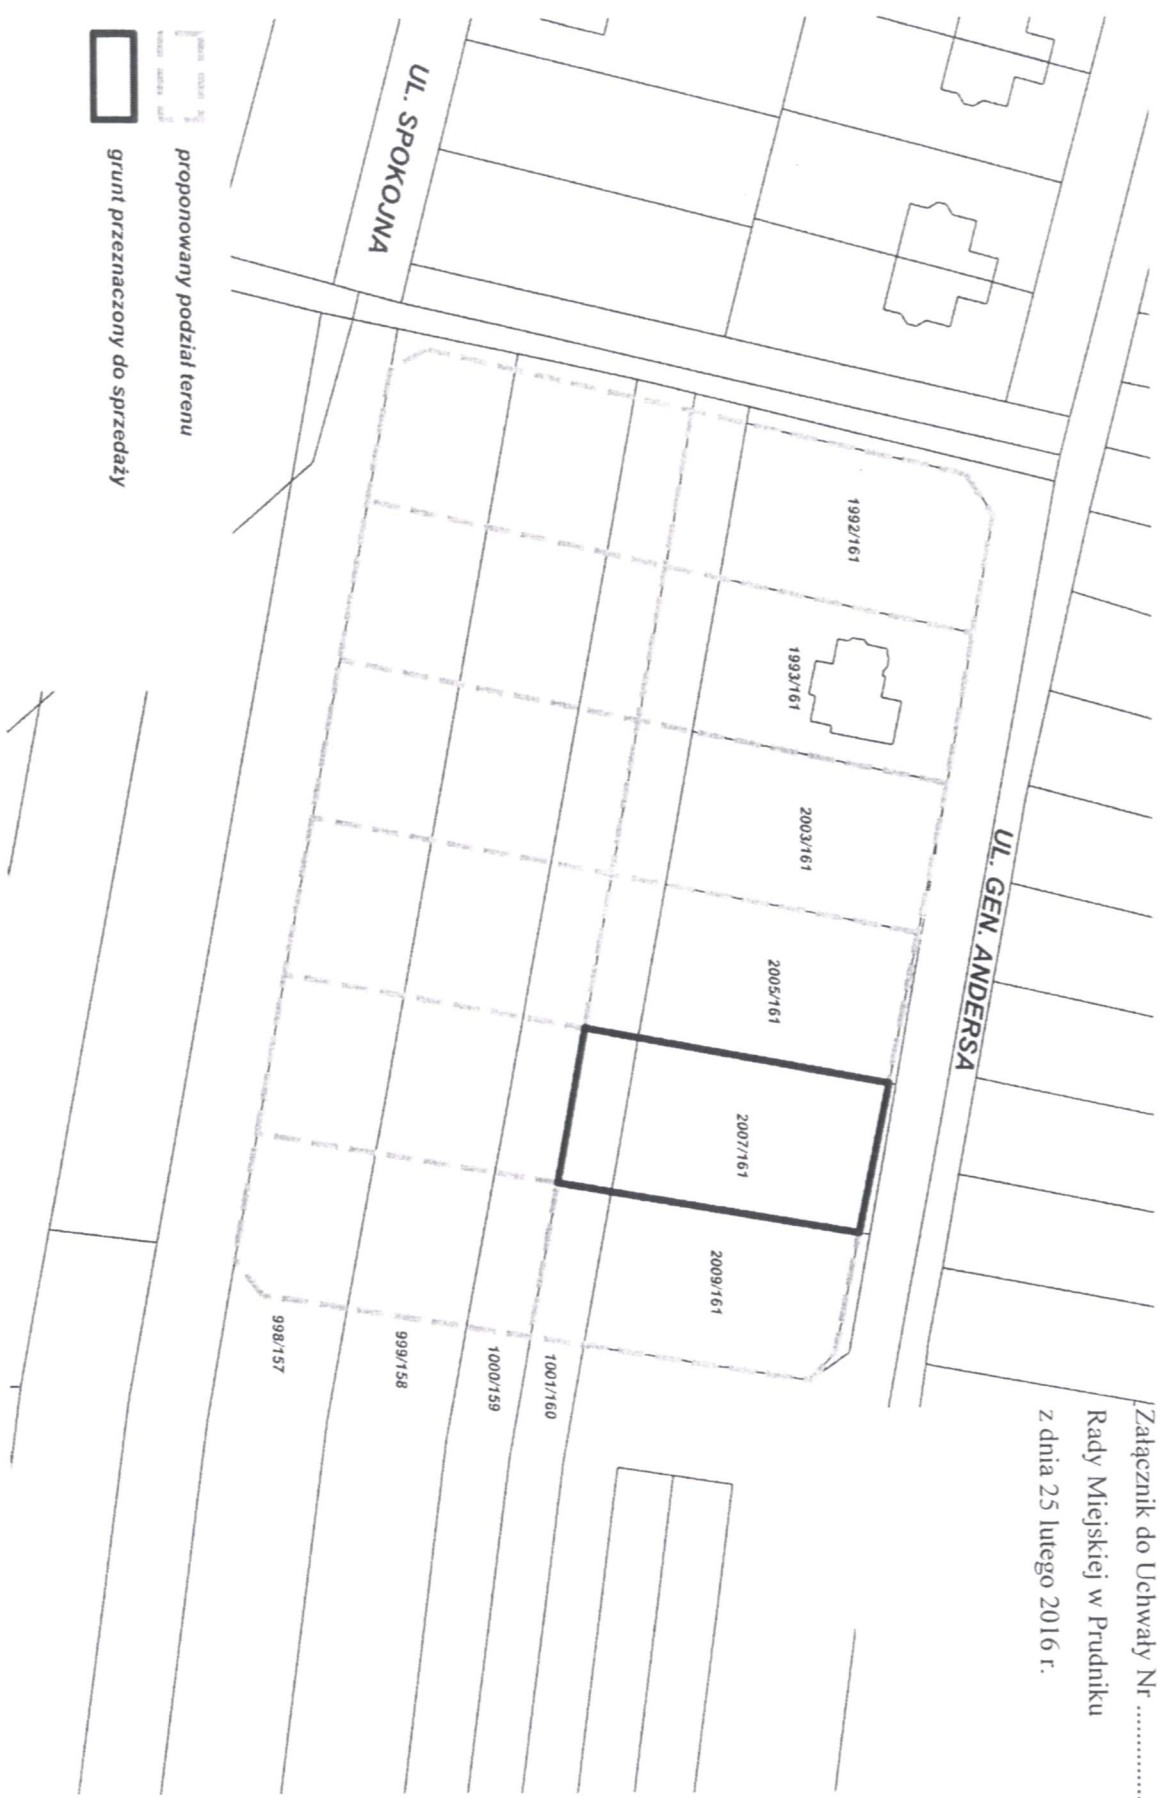 Załącznik do Uchwały Nr ............
Rady Miejskiej w Prudniku
z dnia 25 lutego 2016 r.
UL. GEN. ANDERSA
1992/161
1993/161
2003/161
2005/161
2007/161
2009/161
1001/160
1000/159
999/158
998/157
UL. SPOKOJNA
proponowany podział terenu
grunt przeznaczony do sprzedaży